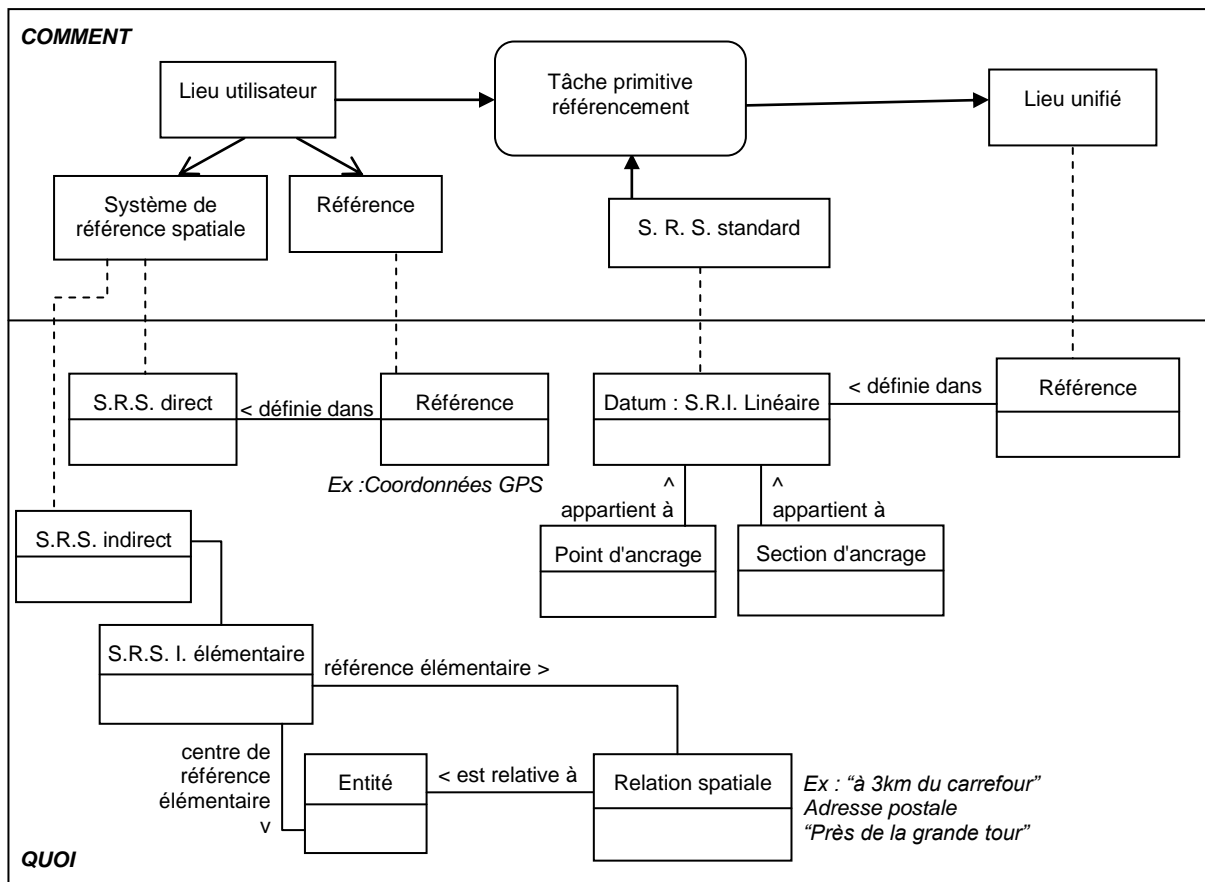 COMMENT
Lieu utilisateur
Tâche primitive
référencement
Lieu unifié
Système de
référence spatiale
Référence
S. R. S. standard
S.R.S. direct
< définie dans
Référence
Datum : S.R.I. Linéaire
< définie dans
Référence
Ex :Coordonnées GPS
^
appartient à
^
appartient à
S.R.S. indirect
Point d'ancrage
Section d'ancrage
S.R.S. I. élémentaire
référence élémentaire >
centre de
référence
élémentaire
v
Entité
< est relative à
Relation spatiale
Ex : “à 3km du carrefour”
Adresse postale
“Près de la grande tour”
QUOI